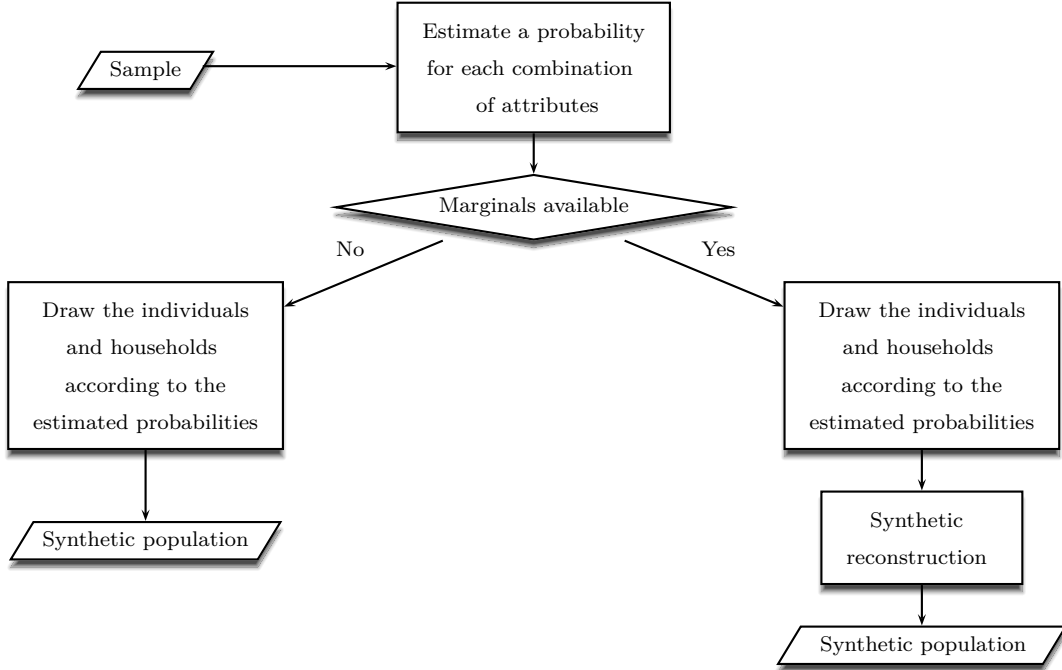 Sample
Estimate a probability
for each combination
of attributes
Marginals available
No
Yes
Draw the individuals
and households
according to the
estimated probabilities
Draw the individuals
and households
according to the
estimated probabilities
Synthetic population
Synthetic
reconstruction
Synthetic population